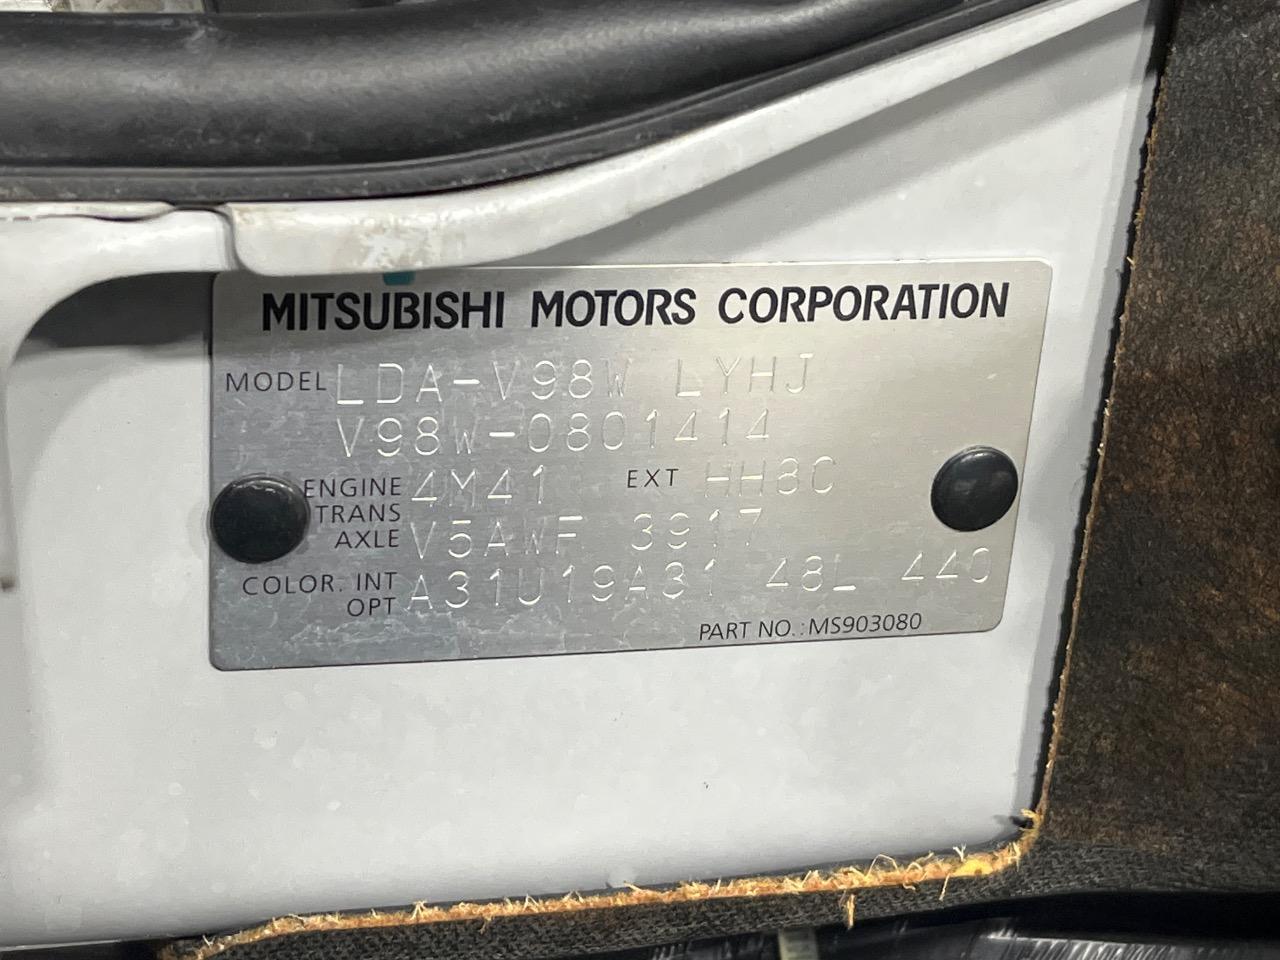 MITSUBISHI MOTORS CORPORATION
MODEL LDA-V98W LYHJ
V98W-0801414
ENGINE 4M41 EXT HH8C
TRANS
AXLE V5AWF 3917
COLOR. INT
OPT A31U19A31 48L 440
PART NO.:MS903080